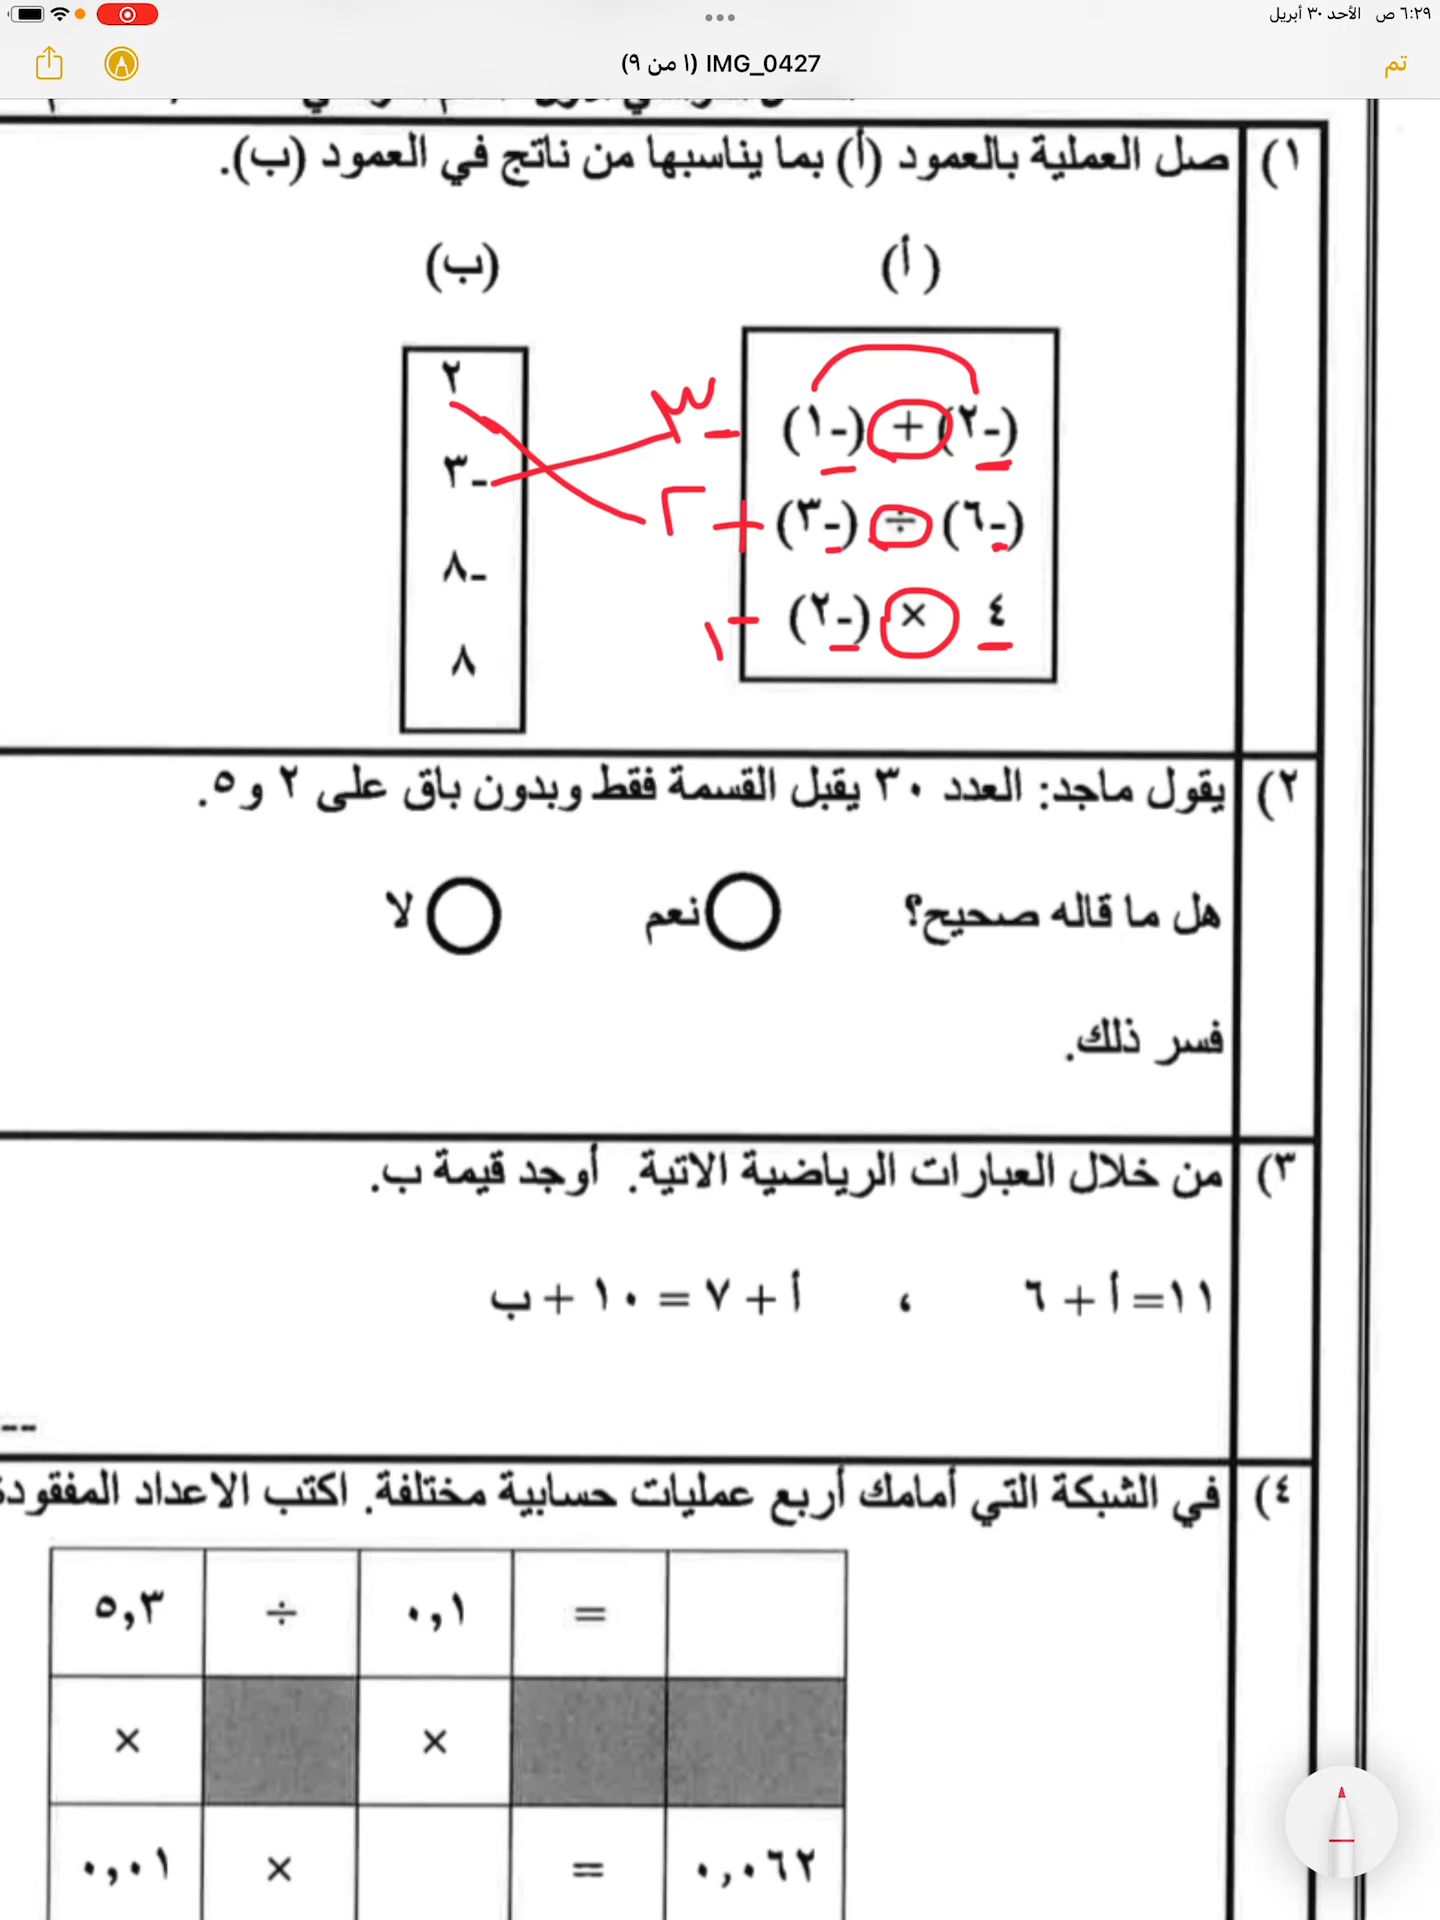 ٦:٢٩ ص الأحد ٣٠ أبريل
IMG_0427 (١ من ٩)
تم
١) صل العملية بالعمود (أ) بما يناسبها من ناتج في العمود (ب).
(أ) (ب)
(-٢) + (-١) -٣
(-٦) ÷ (-٣) +٢
٤ × (-٢) -١
٢
-٣
-٨
٨
٢) يقول ماجد: العدد ٣٠ يقبل القسمة فقط وبدون باق على ٢ و٥.
هل ما قاله صحيح؟ نعم لا
فسر ذلك.
٣) من خلال العبارات الرياضية الاتية. أوجد قيمة ب.
١١=أ + ٦ ، أ + ٧ = ١٠ + ب
--
٤) في الشبكة التي أمامك أربع عمليات حسابية مختلفة. اكتب الاعداد المفقودة
٥,٣ ÷ ٠,١ =
× ×
٠,٠١ × = ٠,٠٦٢